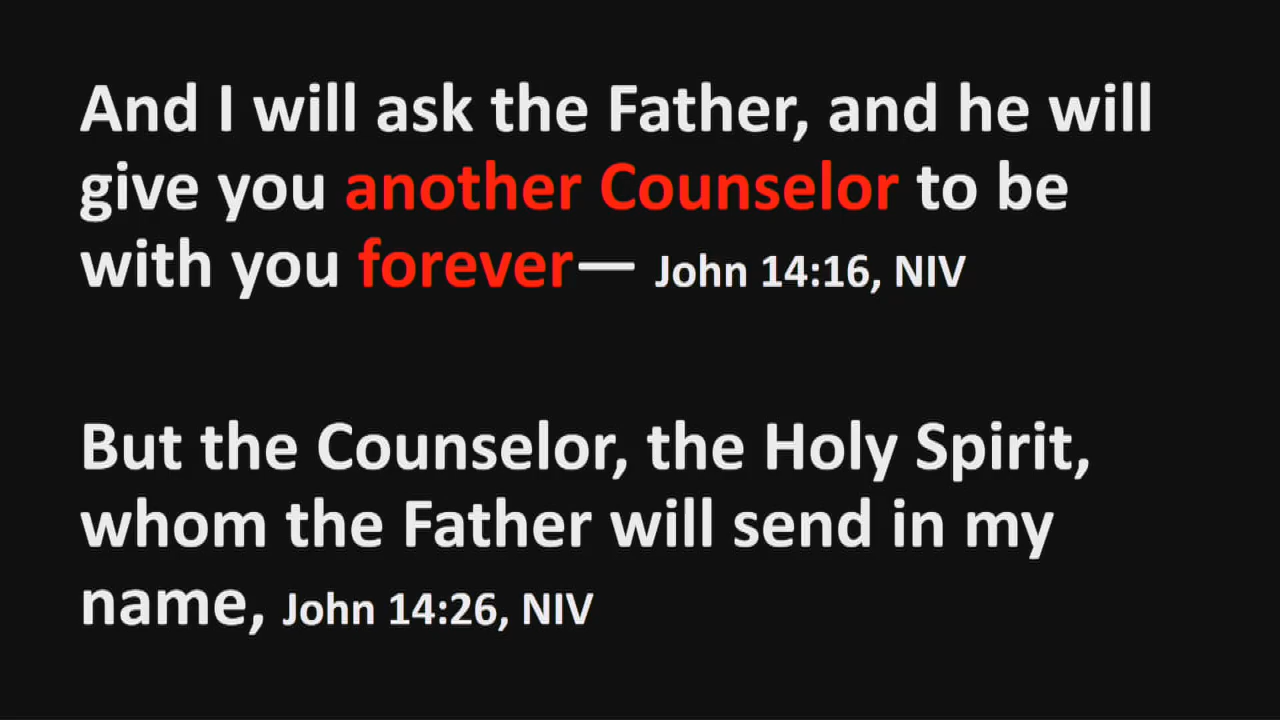 And I will ask the Father, and he will
give you another Counselor to be
with you forever— John 14:16, NIV
But the Counselor, the Holy Spirit,
whom the Father will send in my
name, John 14:26, NIV